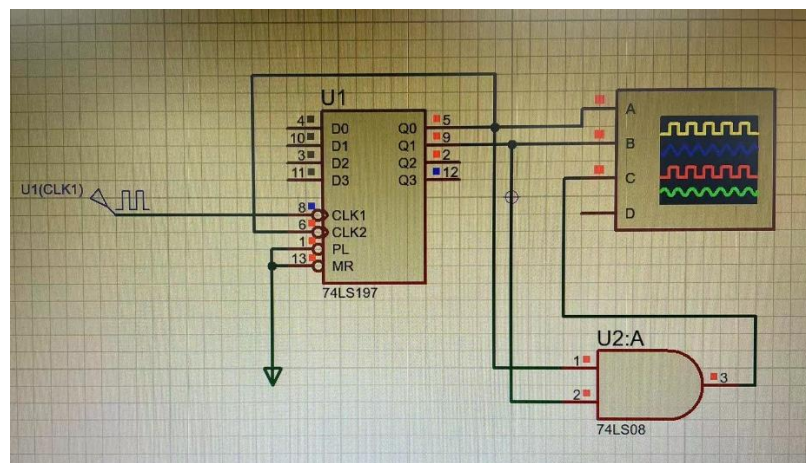 U1
4 D0 Q0 5
10 D1 Q1 9
3 D2 Q2 2
11 D3 Q3 12
U1(CLK1)
8 CLK1
6 CLK2
1 PL
13 MR
74LS197
A
B
C
D
U2:A
1
2
3
74LS08